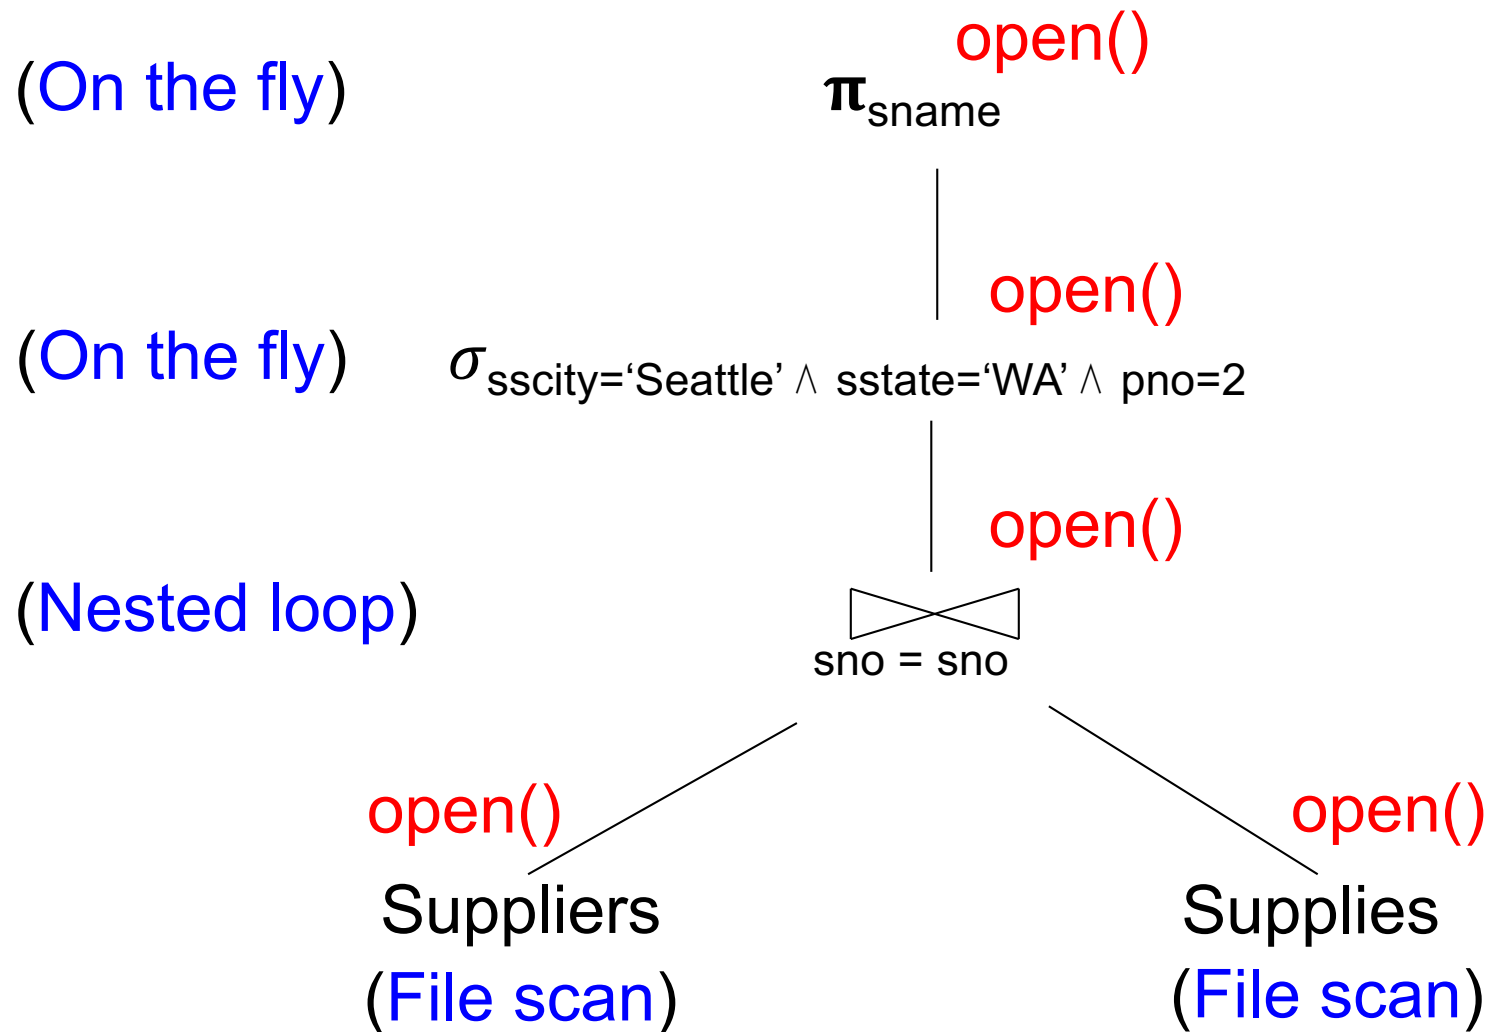 open()
(On the fly) πsname
open()
(On the fly) σsscity=‘Seattle’ ∧ sstate=‘WA’ ∧ pno=2
open()
(Nested loop)
sno = sno
open() open()
Suppliers Supplies
(File scan) (File scan)